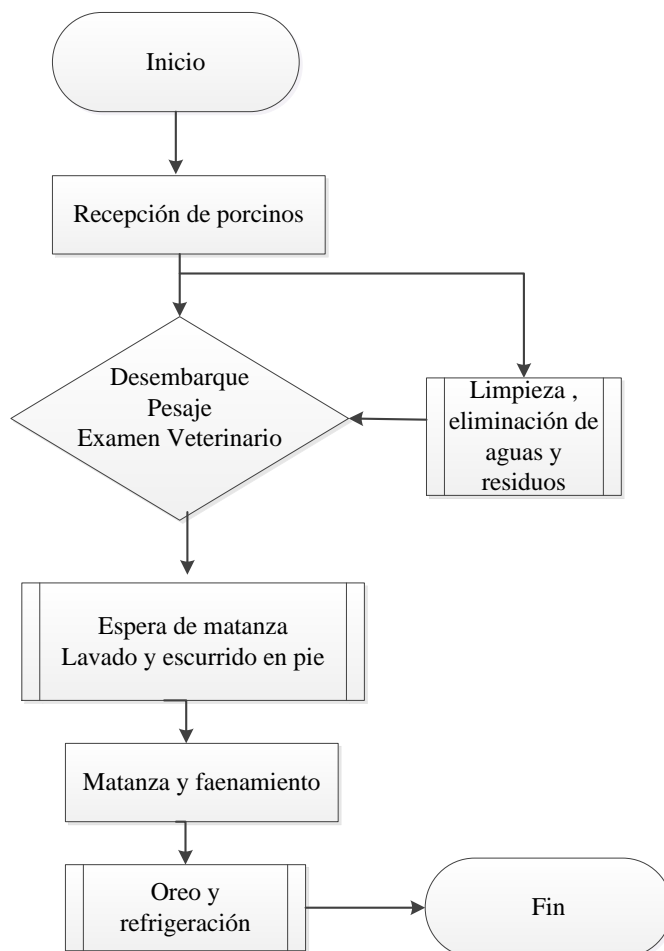 Inicio
Recepción de porcinos
Desembarque
Pesaje
Examen Veterinario
Limpieza ,
eliminación de
aguas y
residuos
Espera de matanza
Lavado y escurrido en pie
Matanza y faenamiento
Oreo y
refrigeración
Fin